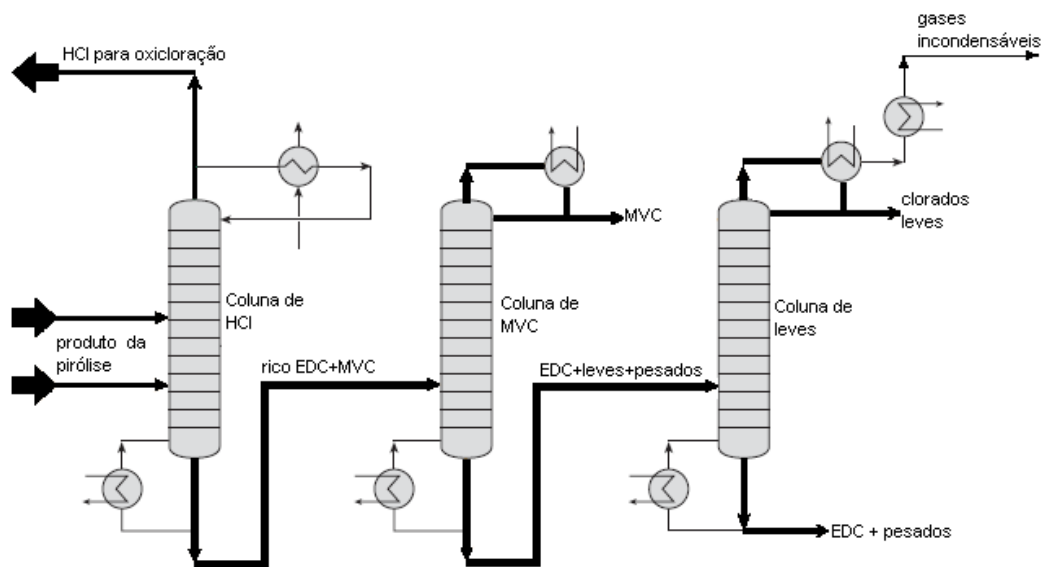 gases
incondensáveis
HCl para oxicloração
MVC
clorados
leves
Coluna de
HCl
Coluna de
MVC
Coluna de
leves
produto da
pirólise
rico EDC+MVC
EDC+leves+pesados
EDC + pesados